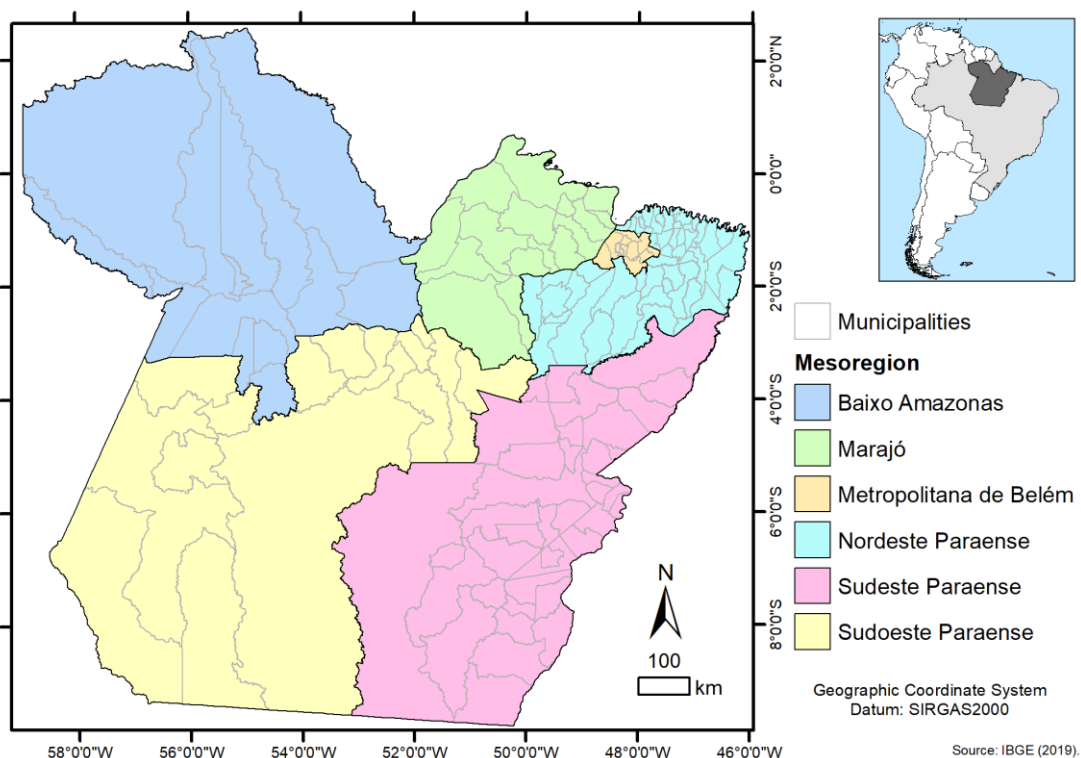 2°0'0"N
0°0'0"
2°0'0"S
4°0'0"S
6°0'0"S
8°0'0"S
58°0'0"W
56°0'0"W
54°0'0"W
52°0'0"W
50°0'0"W
48°0'0"W
46°0'0"W
Municipalities
Mesoregion
Baixo Amazonas
Marajó
Metropolitana de Belém
Nordeste Paraense
Sudeste Paraense
Sudoeste Paraense
N
100
km
Geographic Coordinate System
Datum: SIRGAS2000
Source: IBGE (2019).